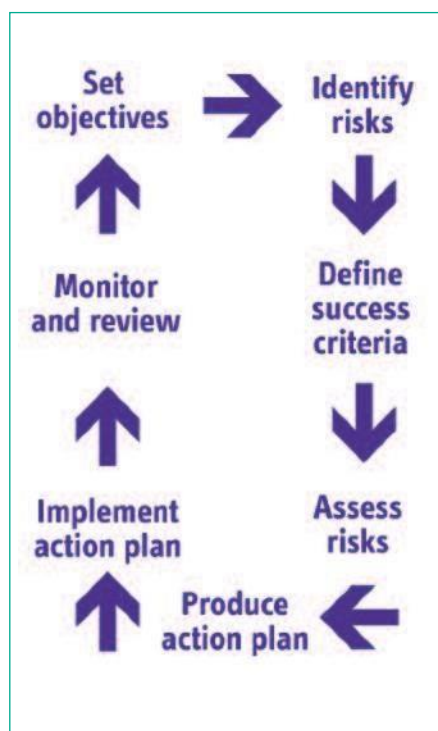 Set
objectives
Identify
risks
Define
success
criteria
Assess
risks
Produce
action plan
Implement
action plan
Monitor
and review